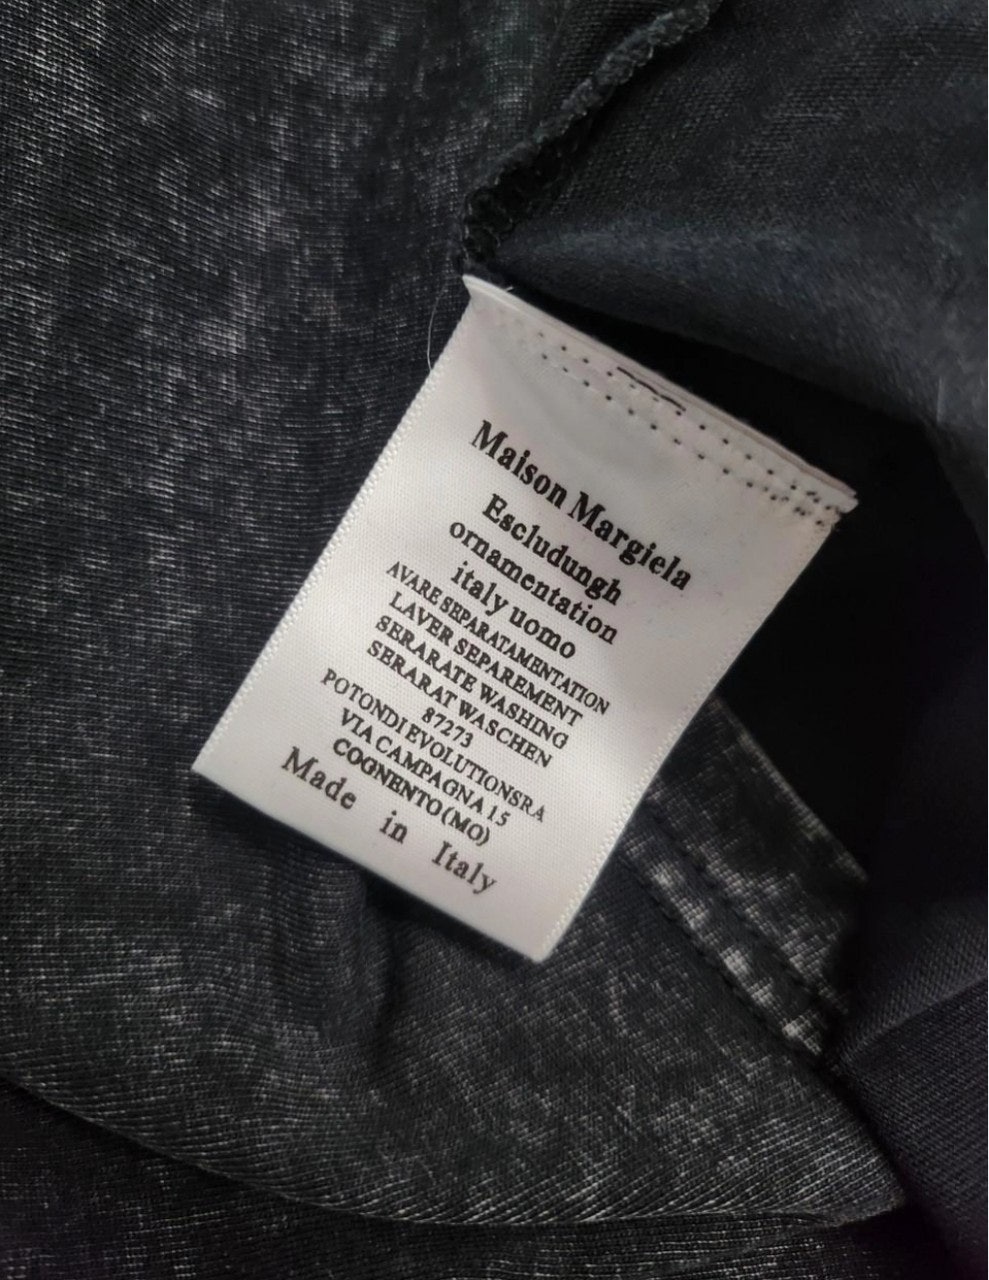 Maison Margiela
Escludungh
ornamentation
italy uomo
AVARE SEPARATAMENTATION
LAVER SEPAREMENT
SERARATE WASHING
SERARAT WASCHEN
87273
POTONDI EVOLUTIONSRA
VIA CAMPAGNA 15
COGNENTO (MO)
Made in Italy